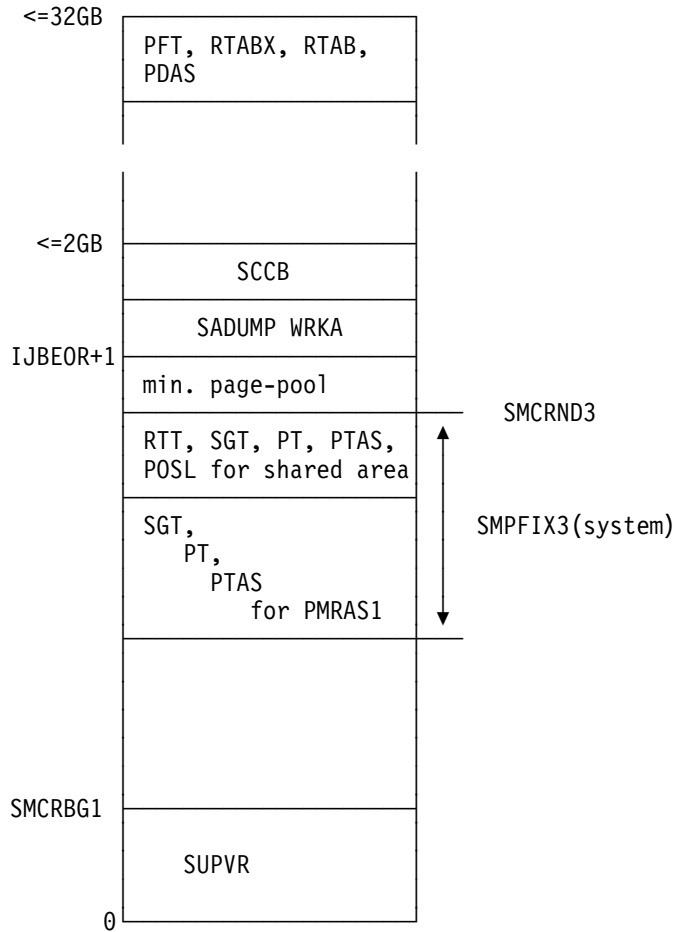 <=32GB
PFT, RTABX, RTAB,
PDAS
<=2GB
SCCB
SADUMP WRKA
IJBEOR+1
min. page-pool
SMCRND3
RTT, SGT, PT, PTAS,
POSL for shared area
SMPFIX3(system)
SGT,
PT,
PTAS
for PMRAS1
SMCRBG1
SUPVR
0